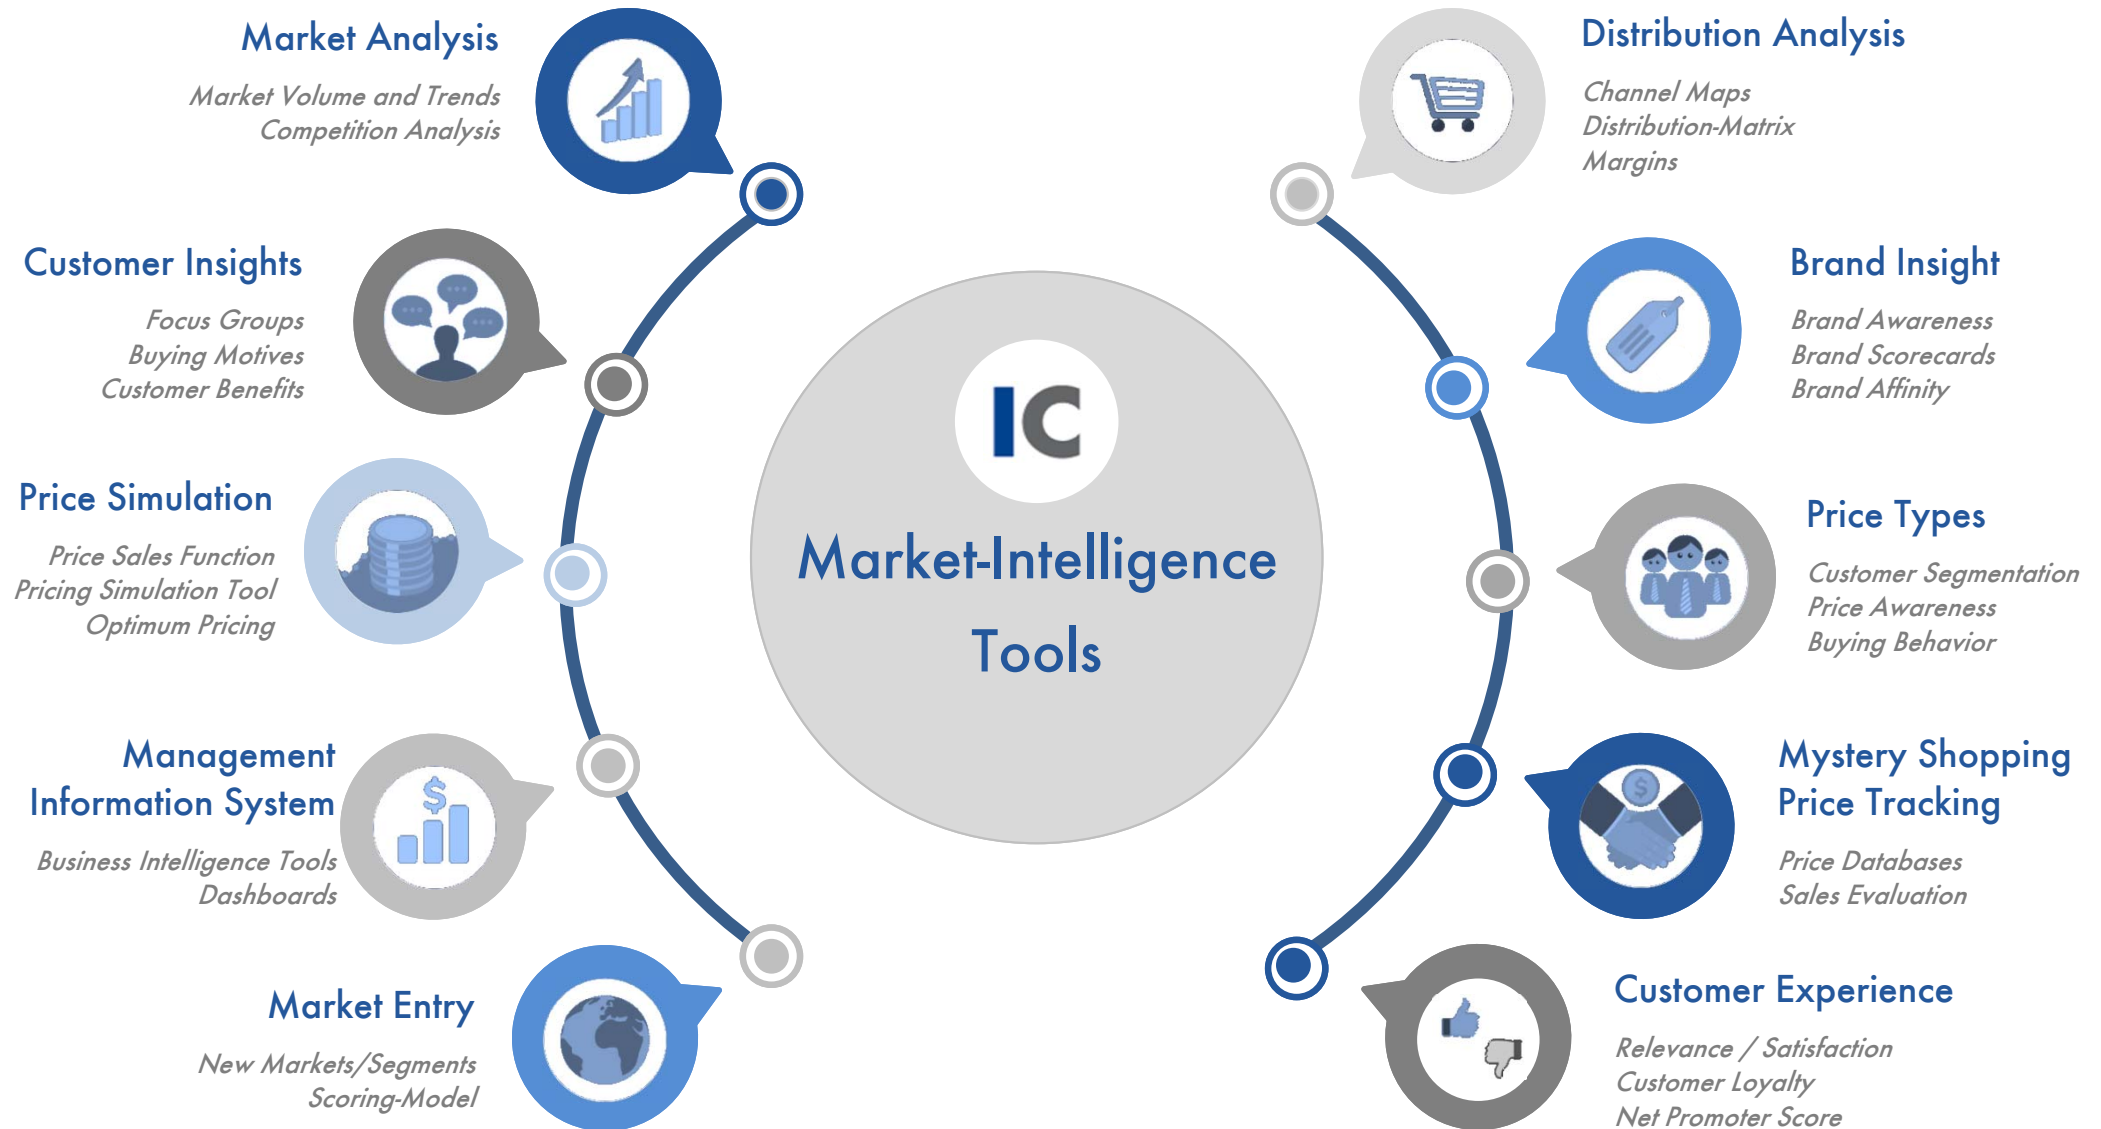 Market Analysis
Market Volume and Trends
Competition Analysis
Customer Insights
Focus Groups
Buying Motives
Customer Benefits
Price Simulation
Price Sales Function
Pricing Simulation Tool
Optimum Pricing
Management
Information System
$
Business Intelligence Tools
Dashboards
Market Entry
New Markets/Segments
Scoring-Model
IC
Market-Intelligence
Tools
Distribution Analysis
Channel Maps
Distribution-Matrix
Margins
Brand Insight
Brand Awareness
Brand Scorecards
Brand Affinity
Price Types
Customer Segmentation
Price Awareness
Buying Behavior
Mystery Shopping
Price Tracking
$
Price Databases
Sales Evaluation
Customer Experience
Relevance / Satisfaction
Customer Loyalty
Net Promoter Score